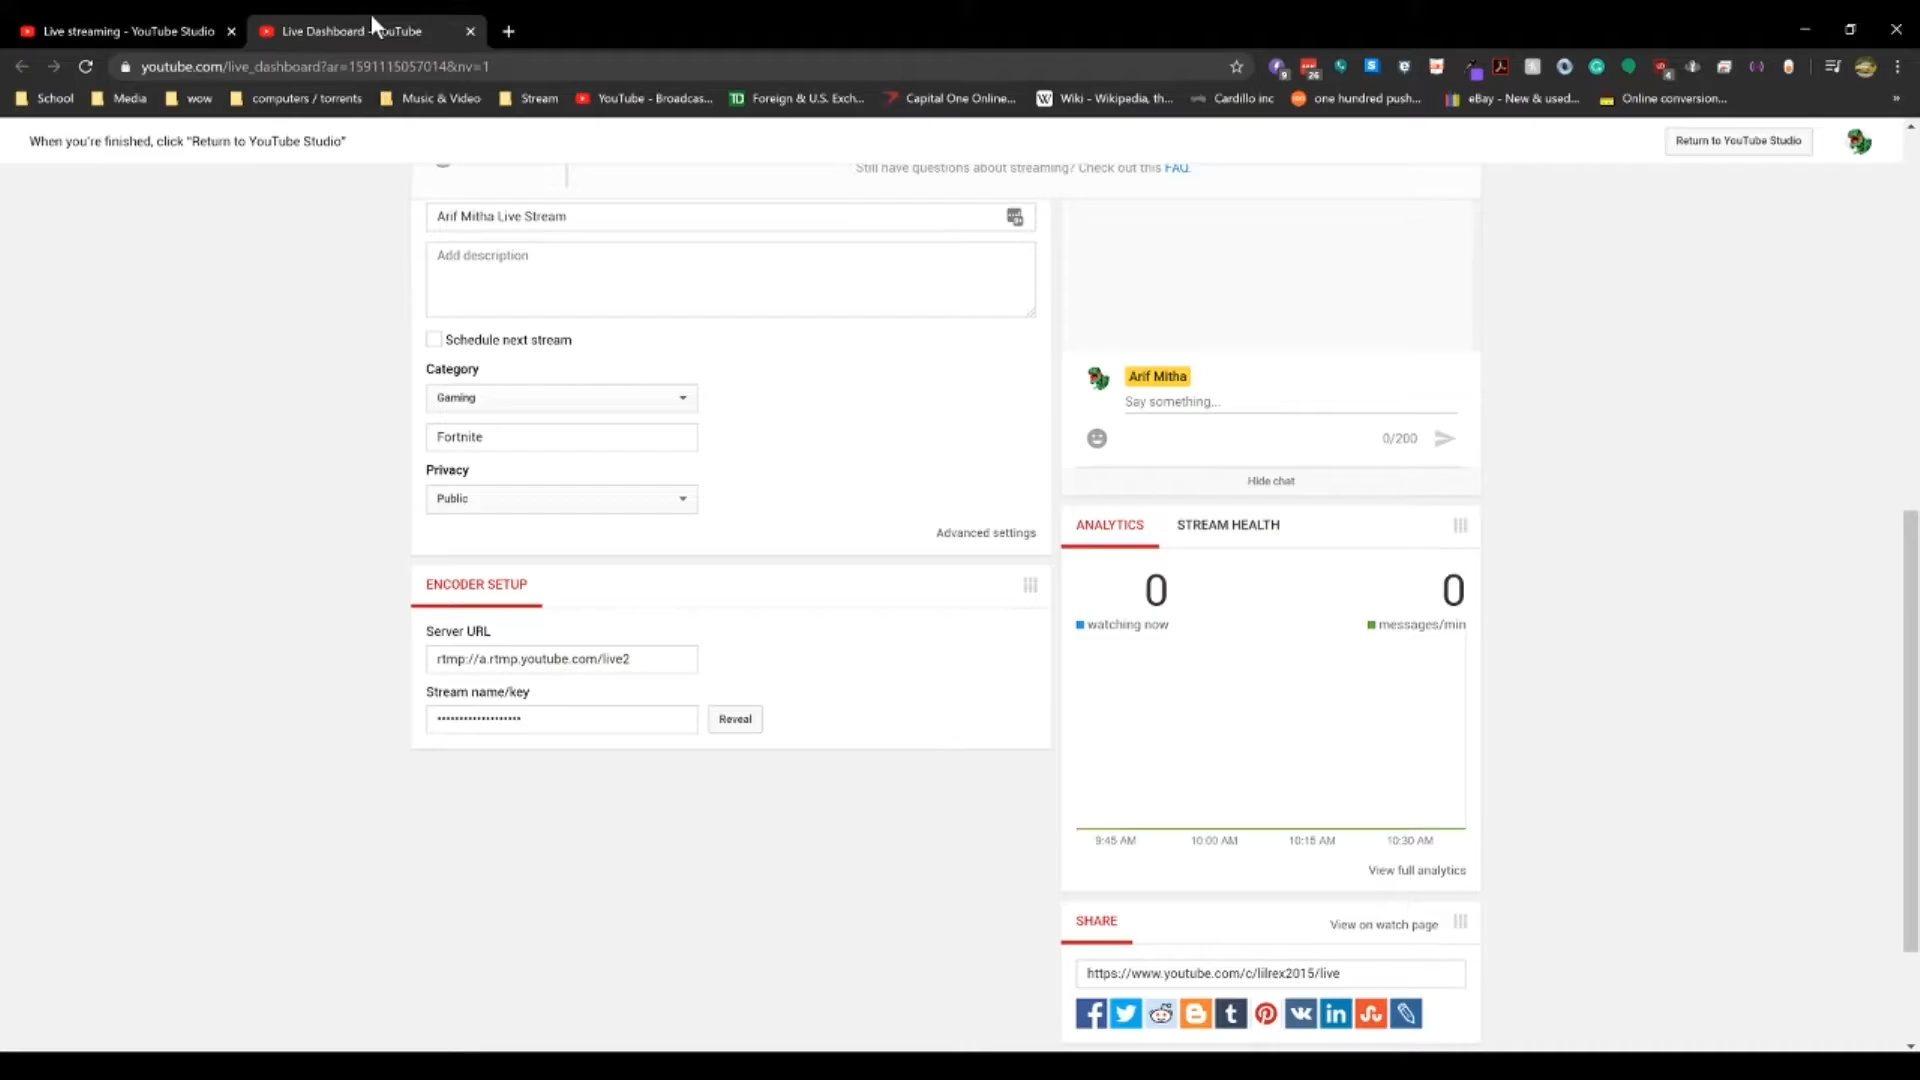 Live streaming - YouTube Studio
Live Dashboard - YouTube
youtube.com/live_dashboard?ar=1591115057014&nv=1
School
Media
wow
computers / torrents
Music & Video
Stream
YouTube - Broadcas...
Foreign & U.S. Exch...
Capital One Online...
Wiki - Wikipedia, th...
Cardillo inc
one hundred push...
eBay - New & used...
Online conversion...
When you're finished, click "Return to YouTube Studio"
Return to YouTube Studio
Still have questions about streaming? Check out this FAQ.
Arif Mitha Live Stream
Add description
Schedule next stream
Category
Gaming
Fortnite
Privacy
Public
Advanced settings
ENCODER SETUP
Server URL
rtmp://a.rtmp.youtube.com/live2
Stream name/key
•••••••••••••••••••
Reveal
Arif Mitha
Say something...
0/200
Hide chat
ANALYTICS
STREAM HEALTH
0
0
watching now
messages/min
9:45 AM
10:00 AM
10:15 AM
10:30 AM
View full analytics
SHARE
View on watch page
https://www.youtube.com/c/lilrex2015/live